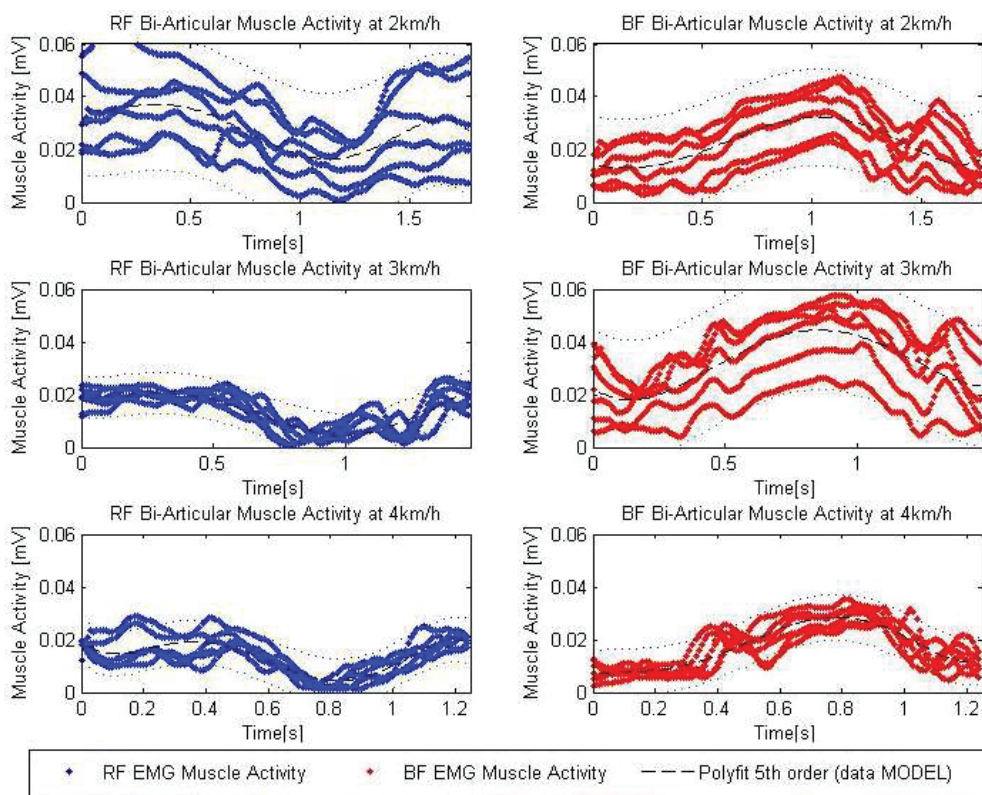 RF Bi-Articular Muscle Activity at 2km/h
Muscle Activity [mV]
0.06
0.04
0.02
0
0 0.5 1 1.5
Time[s]
BF Bi-Articular Muscle Activity at 2km/h
Muscle Activity [mV]
0.06
0.04
0.02
0
0 0.5 1 1.5
Time[s]
RF Bi-Articular Muscle Activity at 3km/h
Muscle Activity [mV]
0.06
0.04
0.02
0
0 0.5 1
Time[s]
BF Bi-Articular Muscle Activity at 3km/h
Muscle Activity [mV]
0.06
0.04
0.02
0
0 0.5 1
Time[s]
RF Bi-Articular Muscle Activity at 4km/h
Muscle Activity [mV]
0.06
0.04
0.02
0
0 0.2 0.4 0.6 0.8 1 1.2
Time[s]
BF Bi-Articular Muscle Activity at 4km/h
Muscle Activity [mV]
0.06
0.04
0.02
0
0 0.2 0.4 0.6 0.8 1 1.2
Time[s]
RF EMG Muscle Activity BF EMG Muscle Activity Polyfit 5th order (data MODEL)